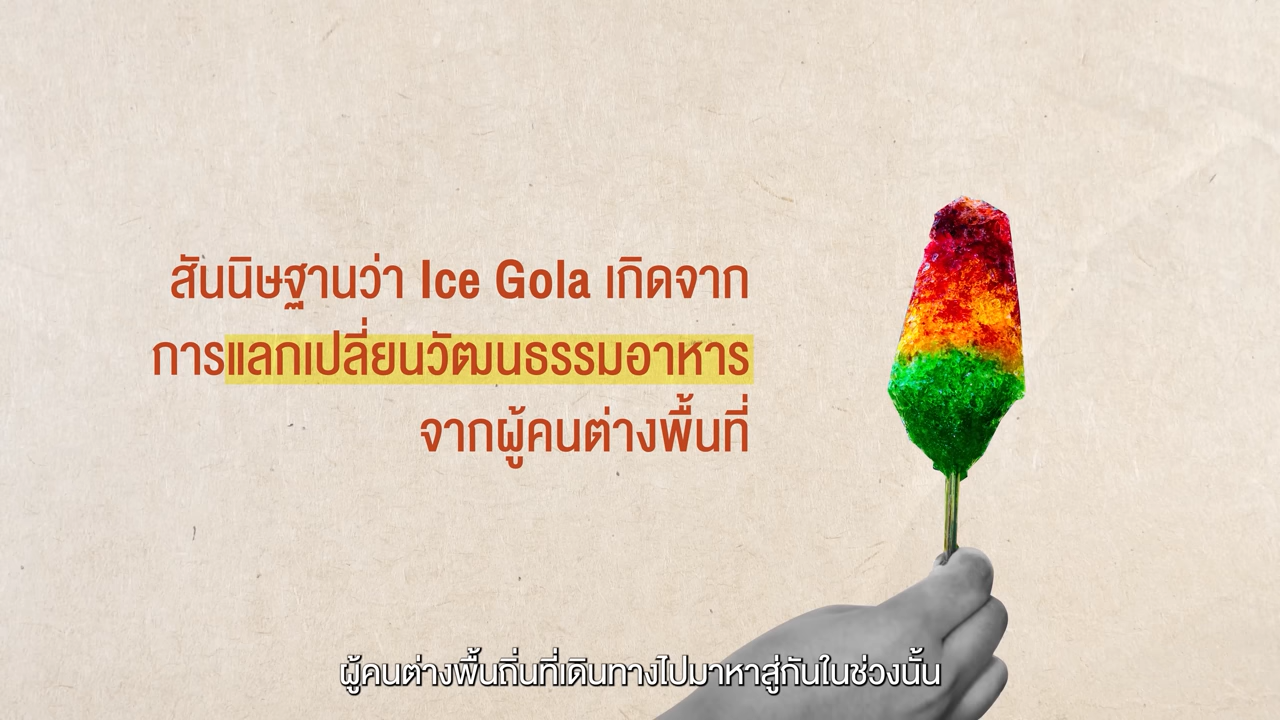 สันนิษฐานว่า Ice Gola เกิดจาก
การแลกเปลี่ยนวัฒนธรรมอาหาร
จากผู้คนต่างพื้นที่
ผู้คนต่างพื้นถิ่นที่เดินทางไปมาหาสู่กันในช่วงนั้น